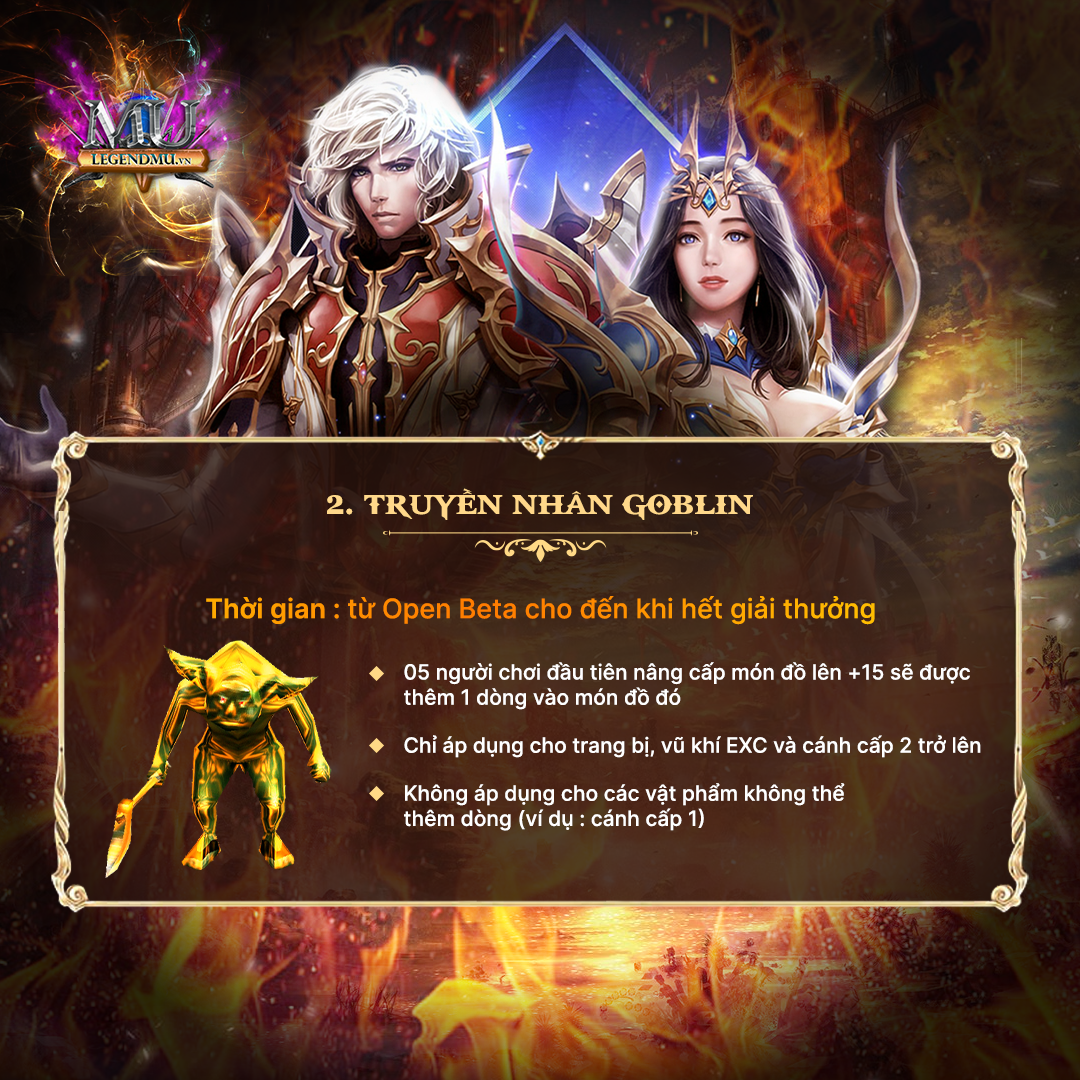 MU
LEGENDMU.VN
2. TRUYỀN NHÂN GOBLIN
Thời gian : từ Open Beta cho đến khi hết giải thưởng
05 người chơi đầu tiên nâng cấp món đồ lên +15 sẽ được
thêm 1 dòng vào món đồ đó
Chỉ áp dụng cho trang bị, vũ khí EXC và cánh cấp 2 trở lên
Không áp dụng cho các vật phẩm không thể
thêm dòng (ví dụ : cánh cấp 1)